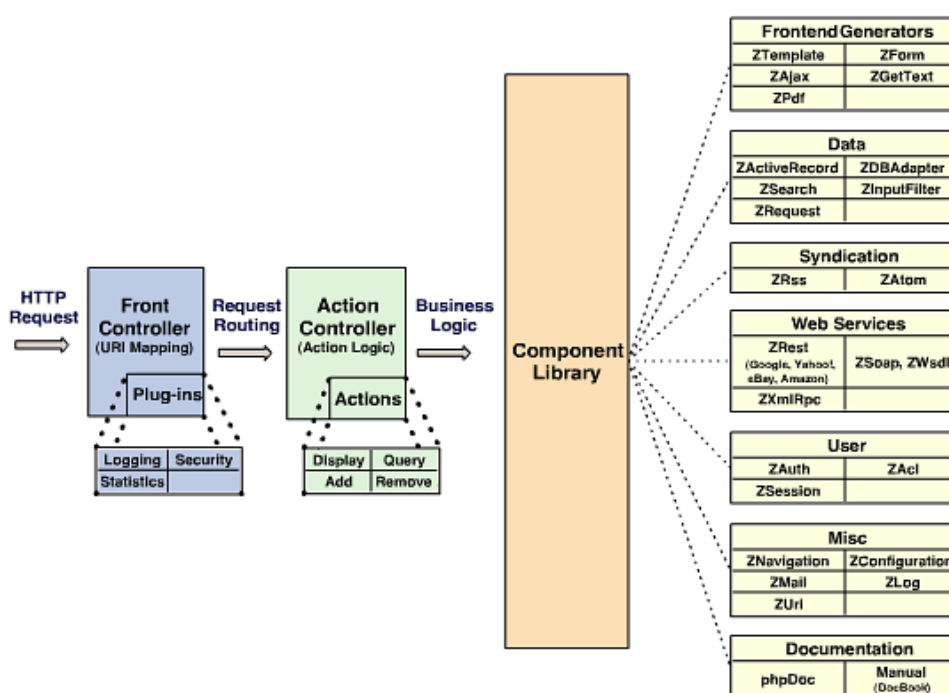 HTTP
Request
Front
Controller
(URI Mapping)
Plug-ins
Logging Security
Statistics
Request
Routing
Action
Controller
(Action Logic)
Actions
Display Query
Add Remove
Business
Logic
Component
Library
Frontend Generators
ZTemplate ZForm
ZAjax ZGetText
ZPdf
Data
ZActiveRecord ZDBAdapter
ZSearch ZInputFilter
ZRequest
Syndication
ZRss ZAtom
Web Services
ZRest
(Google, Yahoo!,
eBay, Amazon)
ZSoap, ZWsdl
ZXmlRpc
User
ZAuth ZAcl
ZSession
Misc
ZNavigation ZConfiguration
ZMail ZLog
ZUri
Documentation
phpDoc Manual
(DocBook)